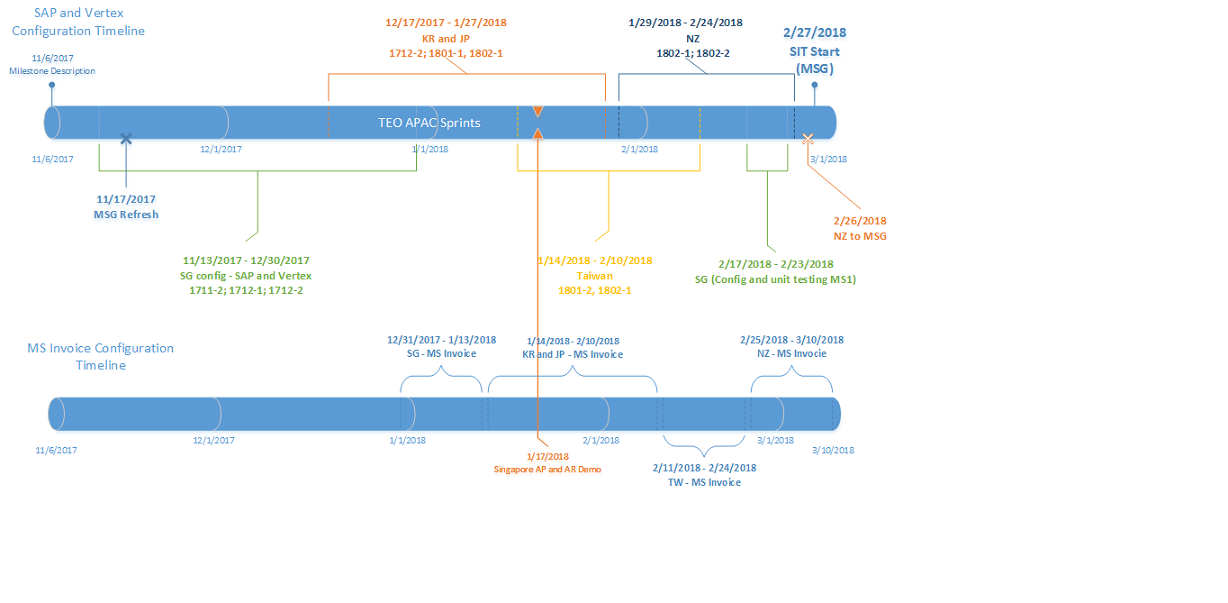 SAP and Vertex
Configuration Timeline
11/6/2017
Milestone Description
12/17/2017 - 1/27/2018
KR and JP
1712-2; 1801-1, 1802-1
1/29/2018 - 2/24/2018
NZ
1802-1; 1802-2
2/27/2018
SIT Start
(MSG)
TEO APAC Sprints
11/6/2017
12/1/2017
1/1/2018
2/1/2018
3/1/2018
11/17/2017
MSG Refresh
2/26/2018
NZ to MSG
11/13/2017 - 12/30/2017
SG config - SAP and Vertex
1711-2; 1712-1; 1712-2
1/14/2018 - 2/10/2018
Taiwan
1801-2, 1802-1
2/17/2018 - 2/23/2018
SG (Config and unit testing MS1)
MS Invoice Configuration
Timeline
12/31/2017 - 1/13/2018
SG - MS Invoice
1/14/2018 - 2/10/2018
KR and JP - MS Invoice
2/25/2018 - 3/10/2018
NZ - MS Invocie
11/6/2017
12/1/2017
1/1/2018
2/1/2018
3/1/2018
3/10/2018
1/17/2018
Singapore AP and AR Demo
2/11/2018 - 2/24/2018
TW - MS Invoice